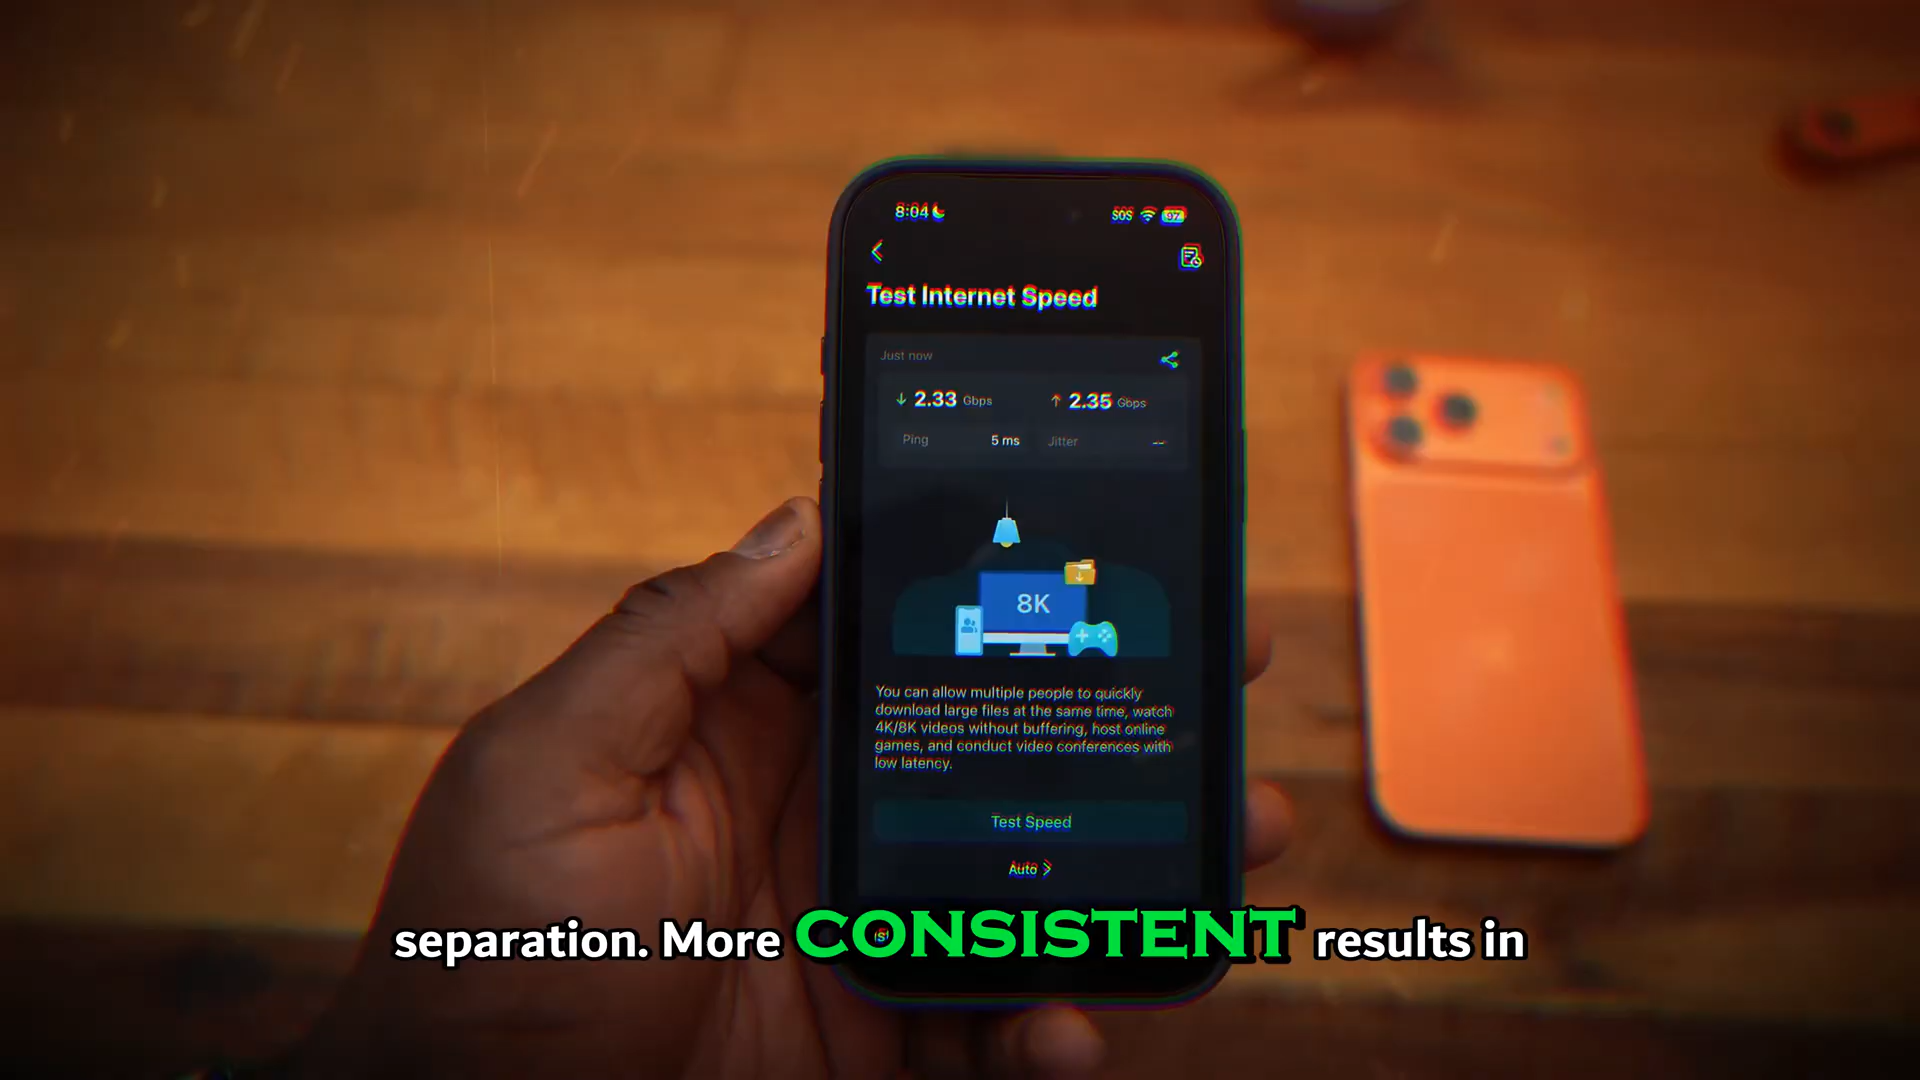 8:04
SOS
97
Test Internet Speed
Just now
2.33 Gbps
2.35 Gbps
Ping 5 ms
Jitter --
8K
You can allow multiple people to quickly
download large files at the same time, watch
4K/8K videos without buffering, host online
games, and conduct video conferences with
low latency.
Test Speed
Auto
separation. More CONSISTENT results in